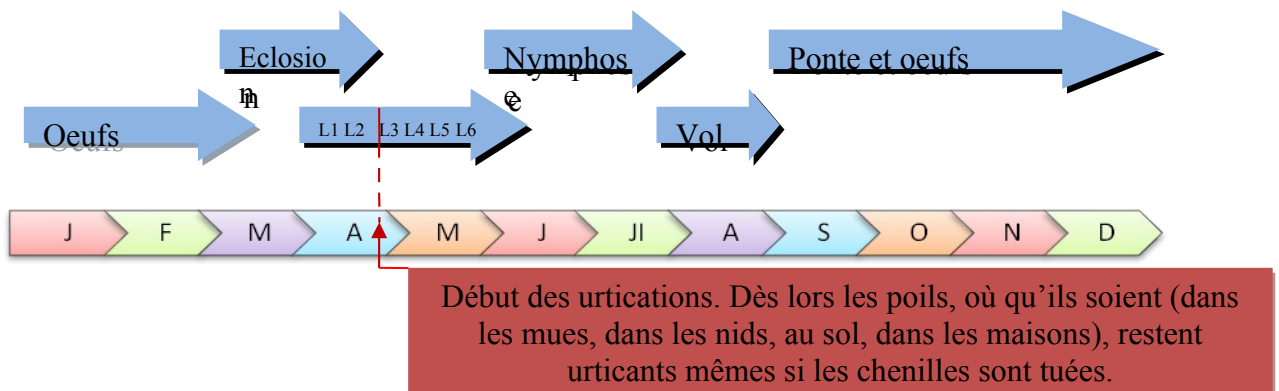 Eclosio
n
Nymphos
e
Ponte et oeufs
Oeufs
L1 L2 L3 L4 L5 L6
Vol
J F M A M J Jl A S O N D
Début des urtications. Dès lors les poils, où qu'ils soient (dans
les mues, dans les nids, au sol, dans les maisons), restent
urticants mêmes si les chenilles sont tuées.